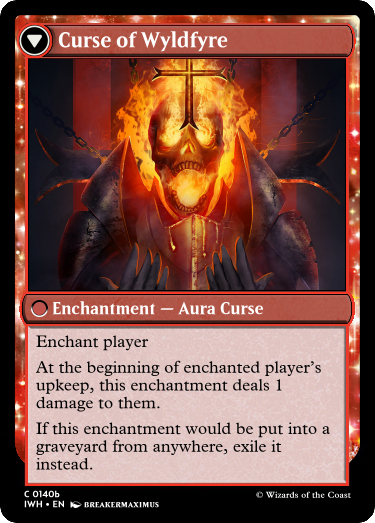 Curse of Wyldfyre
Enchantment — Aura Curse
Enchant player
At the beginning of enchanted player's
upkeep, this enchantment deals 1
damage to them.
If this enchantment would be put into a
graveyard from anywhere, exile it
instead.
C 0140b
IWH • EN BREAKERMAXIMUS
© Wizards of the Coast